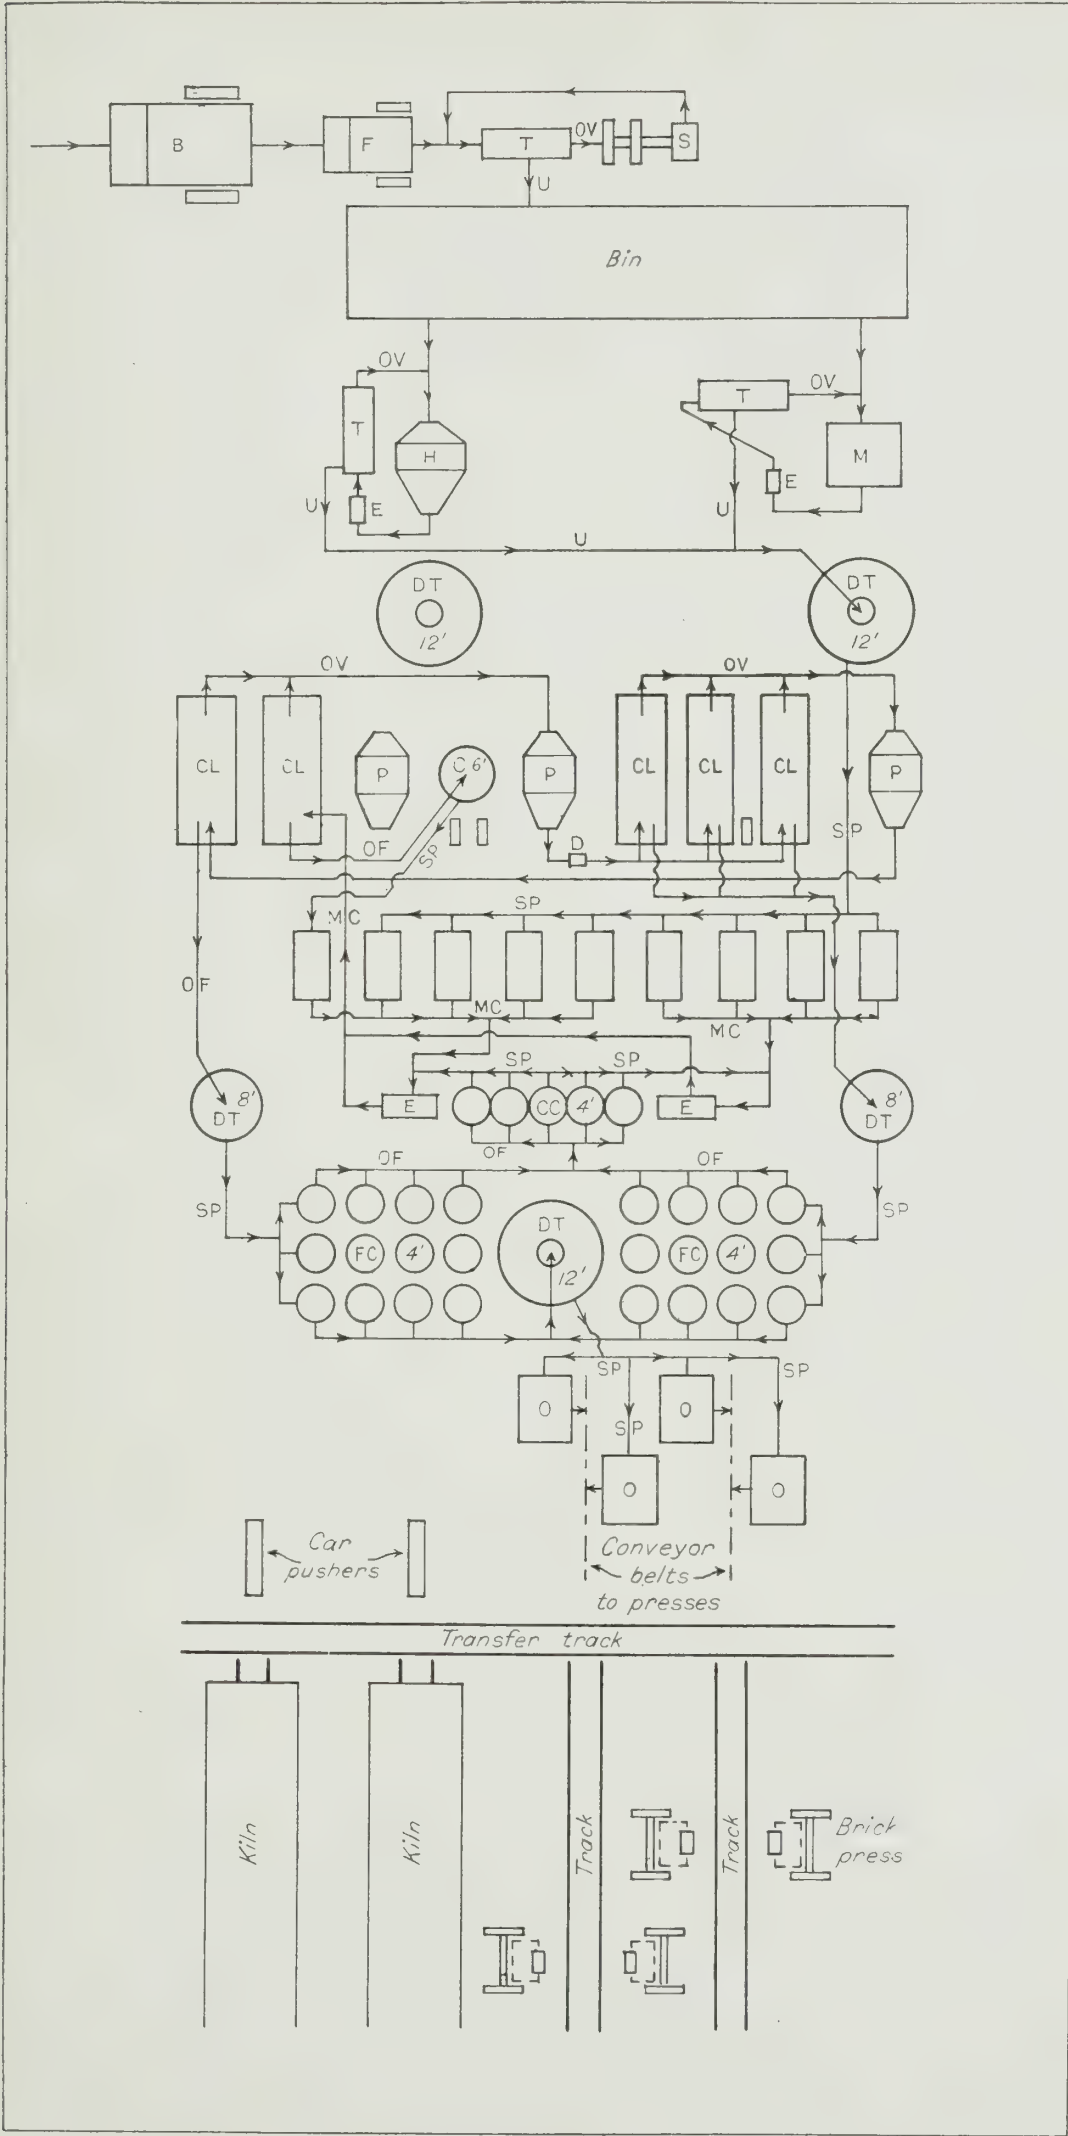 B
F
T
OV
S
U
Bin
OV
T
H
E
U
T
OV
M
E
U
U
DT
12'
DT
12'
OV
OV
CL
CL
P
C 6'
P
CL
CL
CL
P
OF
SP
D
SP
MC
SP
OF
MC
MC
SP
SP
E
CC
4'
E
8'
DT
8'
DT
OF
OF
OF
SP
SP
FC
4'
DT
12'
FC
4'
SP
SP
SP
O
O
O
O
Car
pushers
Conveyor
belts
to presses
Transfer track
Kiln
Kiln
Track
Track
Brick
press